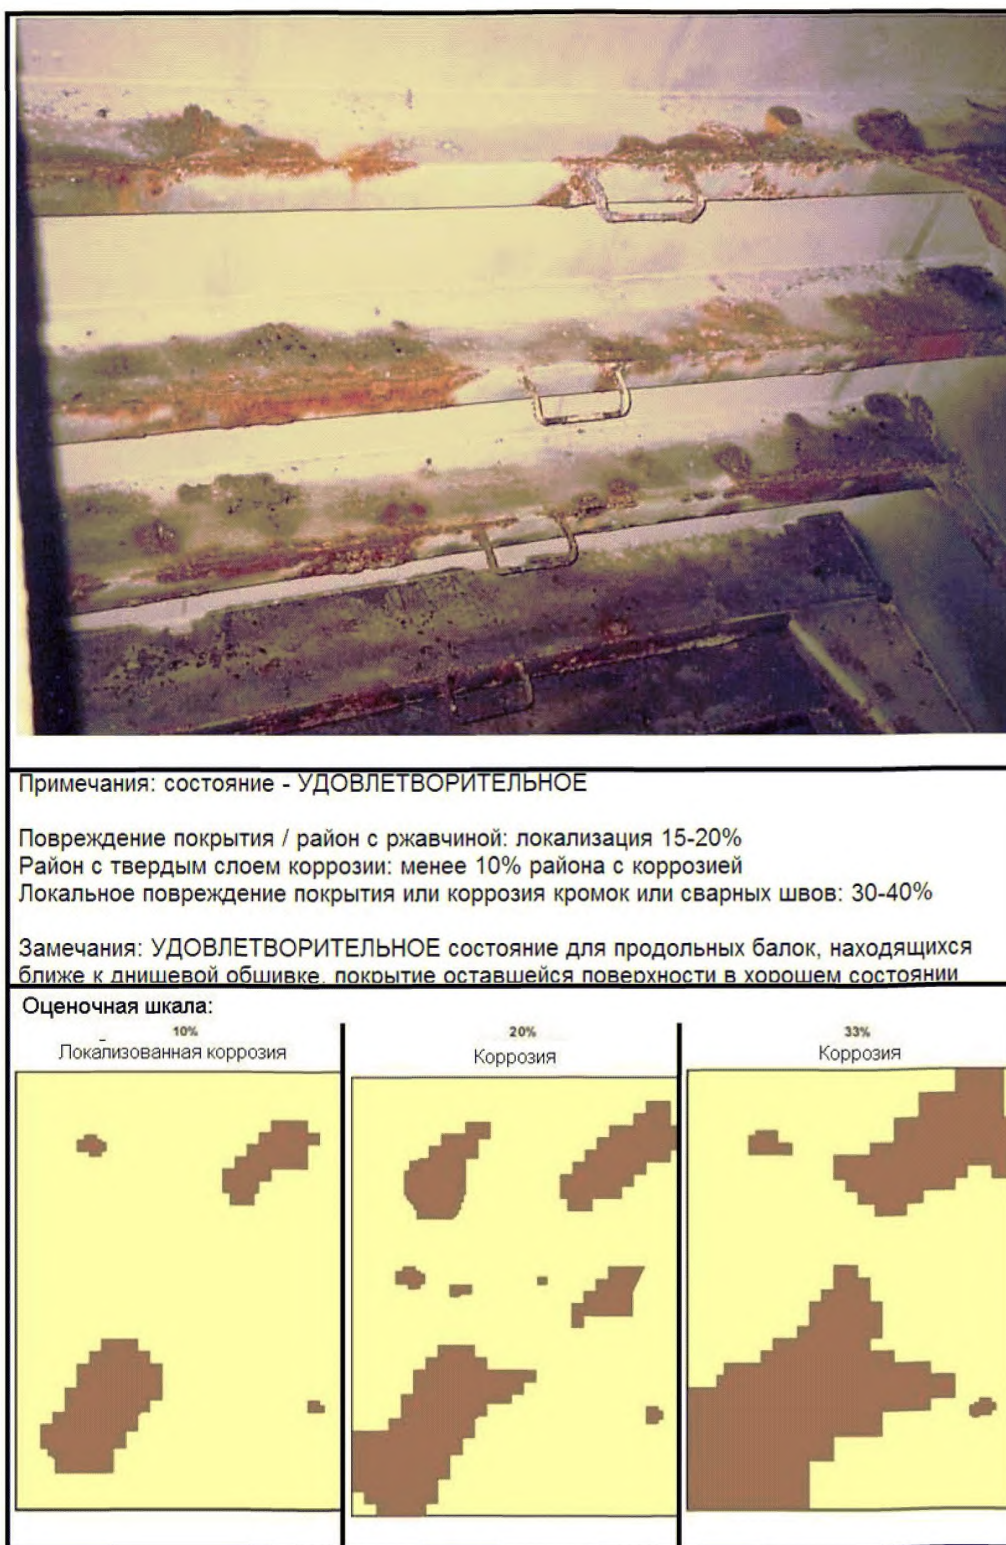 Примечания: состояние - УДОВЛЕТВОРИТЕЛЬНОЕ
Повреждение покрытия / район с ржавчиной: локализация 15-20%
Район с твердым слоем коррозии: менее 10% района с коррозией
Локальное повреждение покрытия или коррозия кромок или сварных швов: 30-40%
Замечания: УДОВЛЕТВОРИТЕЛЬНОЕ состояние для продольных балок, находящихся
ближе к днищевой обшивке, покрытие оставшейся поверхности в хорошем состоянии
Оценочная шкала:
10%
Локализованная коррозия
20%
Коррозия
33%
Коррозия